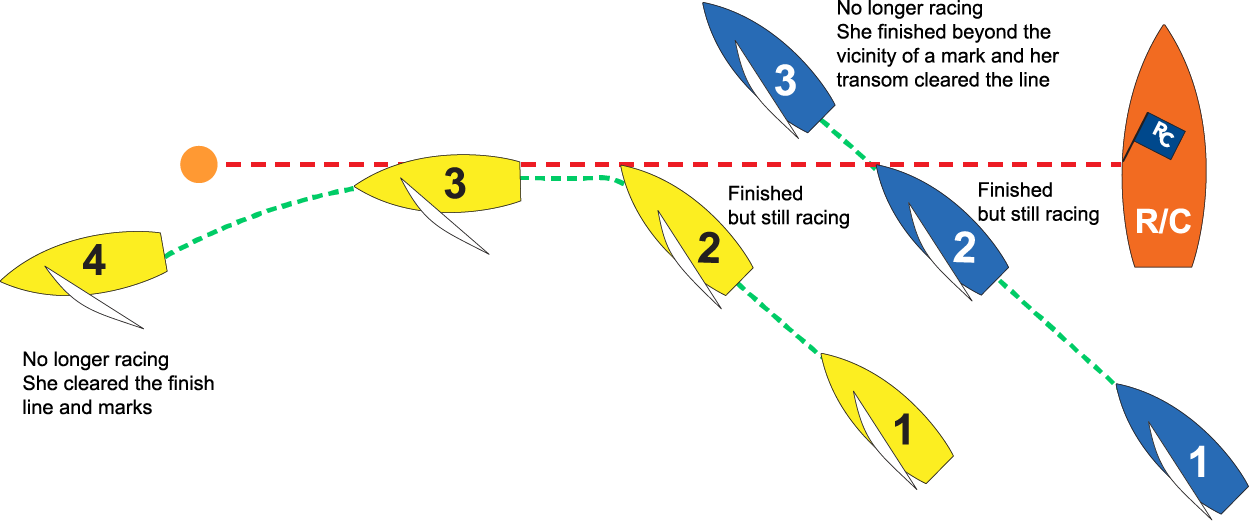 No longer racing
She finished beyond the
vicinity of a mark and her
transom cleared the line
3
RC
3
Finished
but still racing
Finished
but still racing
R/C
2
2
4
No longer racing
She cleared the finish
line and marks
1
1